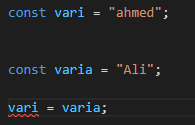 const vari = "ahmed";
const varia = "Ali";
vari = varia;